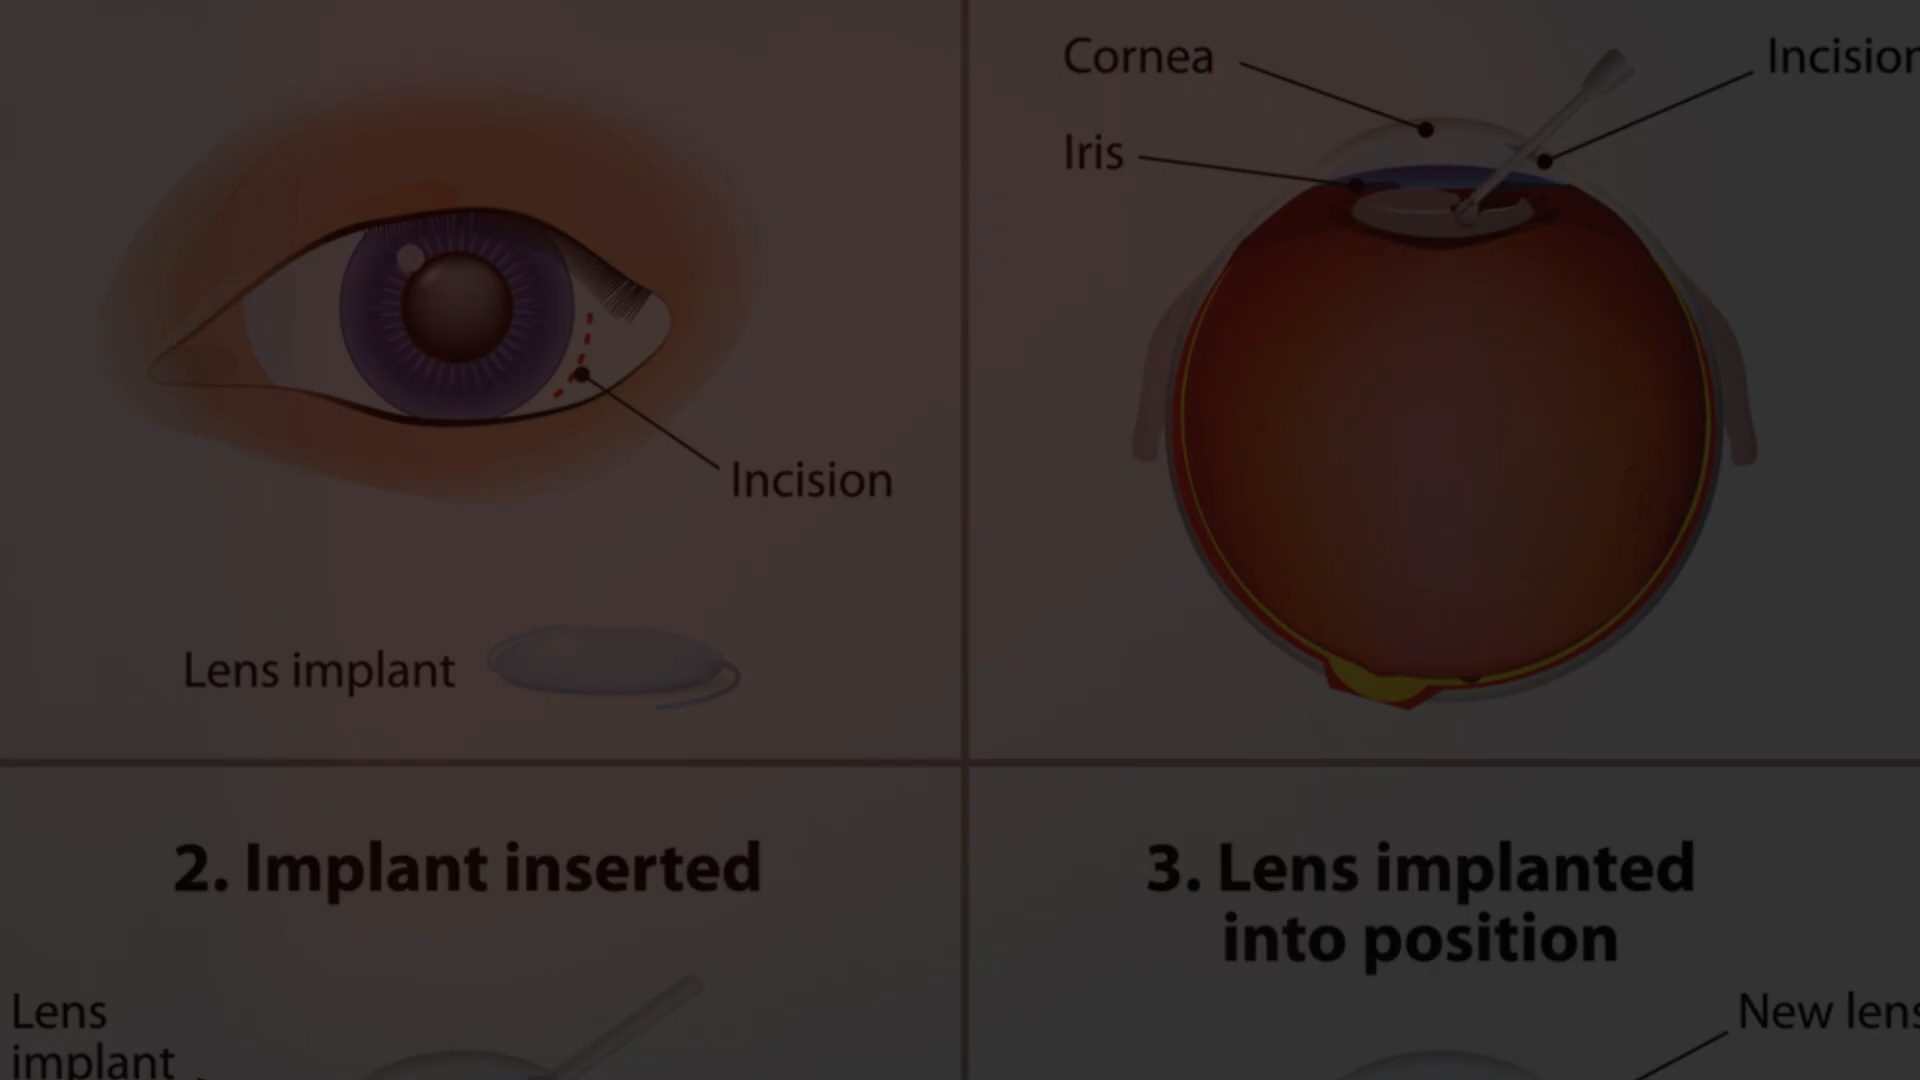 Cornea
Incision
Iris
Incision
Lens implant
2. Implant inserted
3. Lens implanted
into position
Lens
implant
New lens